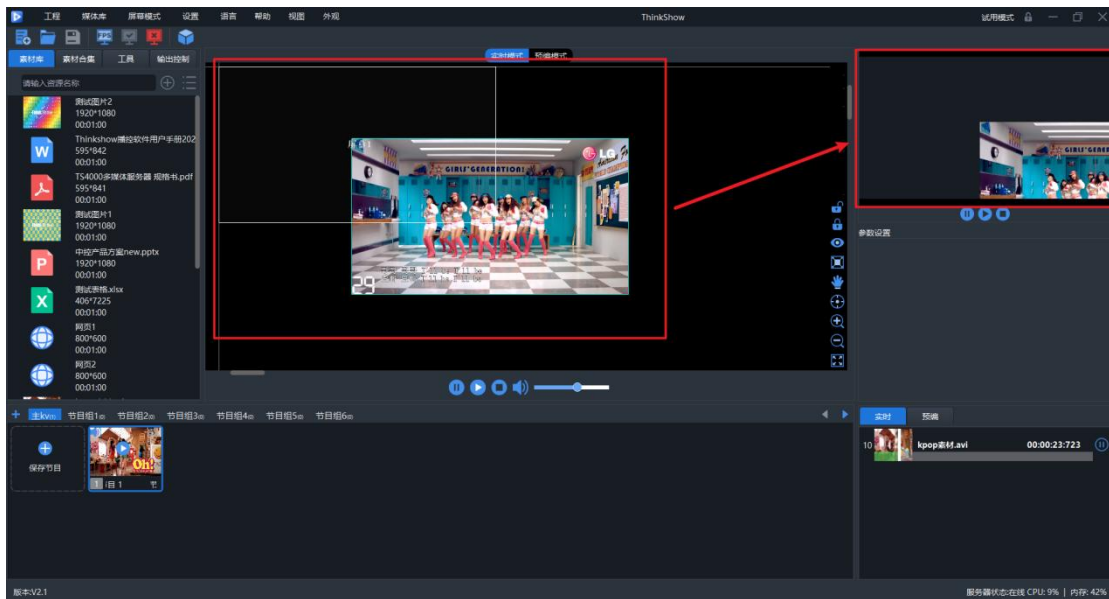 工程 媒体库 屏幕模式 设置 语言 帮助 视图 外观 ThinkShow 试用模式
素材库 素材合集 工具 输出控制
实时模式 预编模式
请输入资源名称
测试图片2
1920*1080
00:01:00
Thinkshow播控软件用户手册202
595*842
00:01:00
TS4000多媒体服务器 规格书.pdf
595*841
00:01:00
测试图片1
1920*1080
00:01:00
中控产品方案new.pptx
1920*1080
00:01:00
测试表格.xlsx
406*7225
00:01:00
网页1
800*600
00:01:00
网页2
800*600
00:01:00
LG
GIRLS' GENERATION!
29
GIRLS' GENER
参数设置
主kv 节目组1 节目组2 节目组3 节目组4 节目组5 节目组6
保存节目
Oh!
1 目 1
实时 预编
10 kpop素材.avi 00:00:23:723
版本:V2.1
服务器状态:在线 CPU: 9% | 内存: 42%